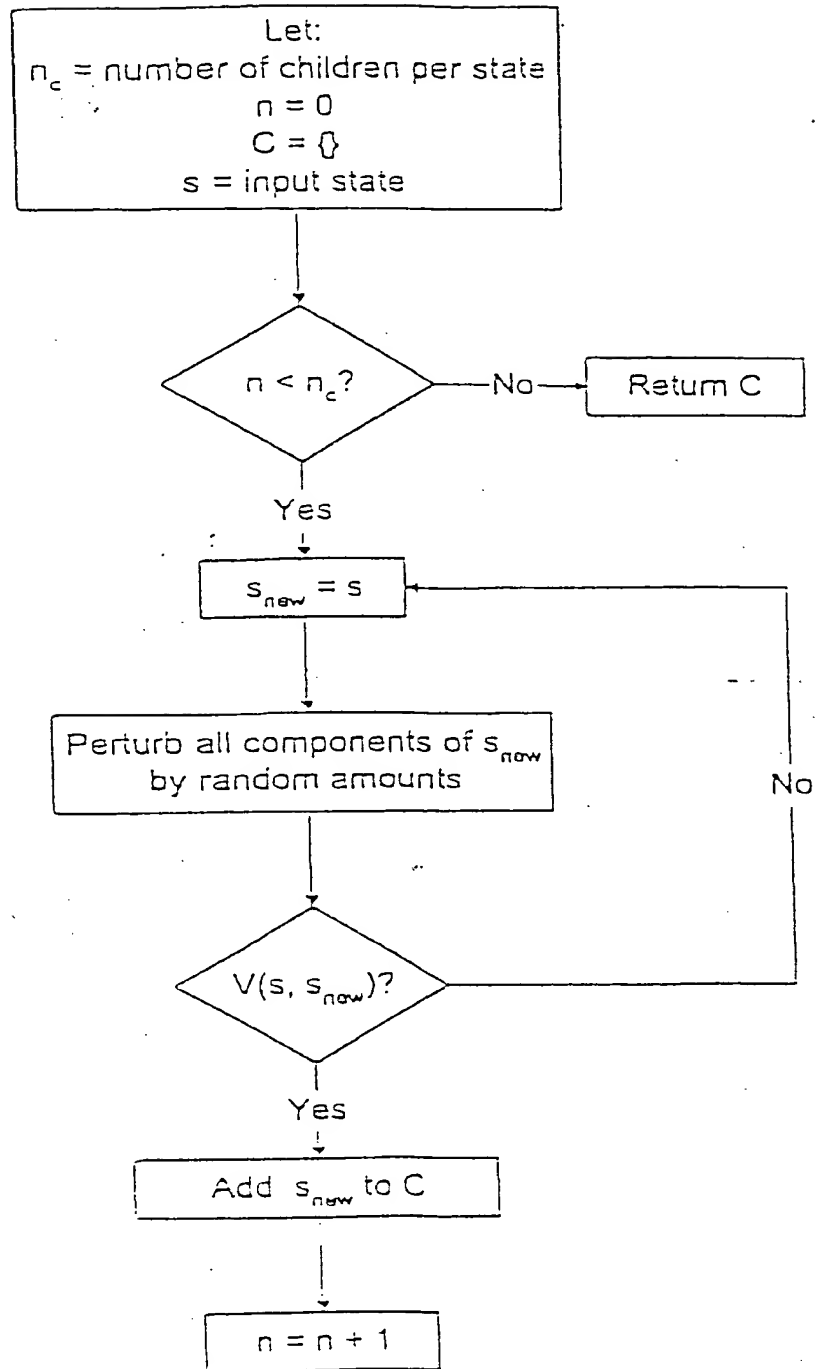 Let:
n_c = number of children per state
n = 0
C = {}
s = input state
n < n_c?
No
Return C
Yes
s_new = s
Perturb all components of s_new
by random amounts
No
V(s, s_new)?
Yes
Add s_new to C
n = n + 1